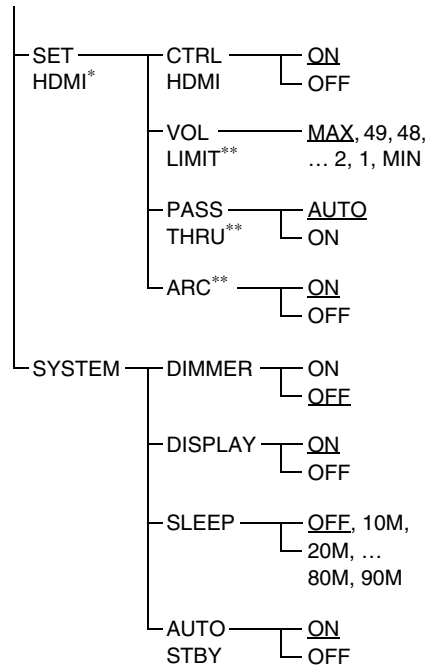 SET HDMI*
CTRL HDMI
ON
OFF
VOL LIMIT**
MAX, 49, 48,
… 2, 1, MIN
PASS THRU**
AUTO
ON
ARC**
ON
OFF
SYSTEM
DIMMER
ON
OFF
DISPLAY
ON
OFF
SLEEP
OFF, 10M,
20M, …
80M, 90M
AUTO STBY
ON
OFF